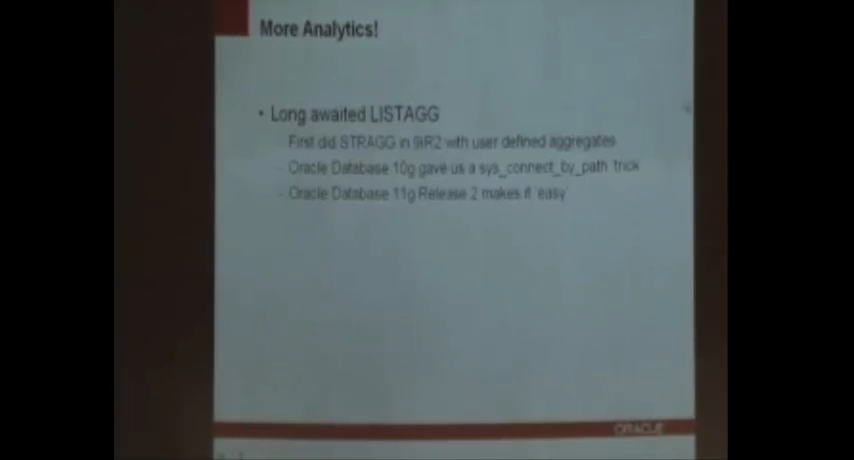 More Analytics!
• Long awaited LISTAGG
First did STRAGG in 9iR2 with user defined aggregates
- Oracle Database 10g gave us a sys_connect_by_path trick
- Oracle Database 11g Release 2 makes it 'easy'
ORACLE